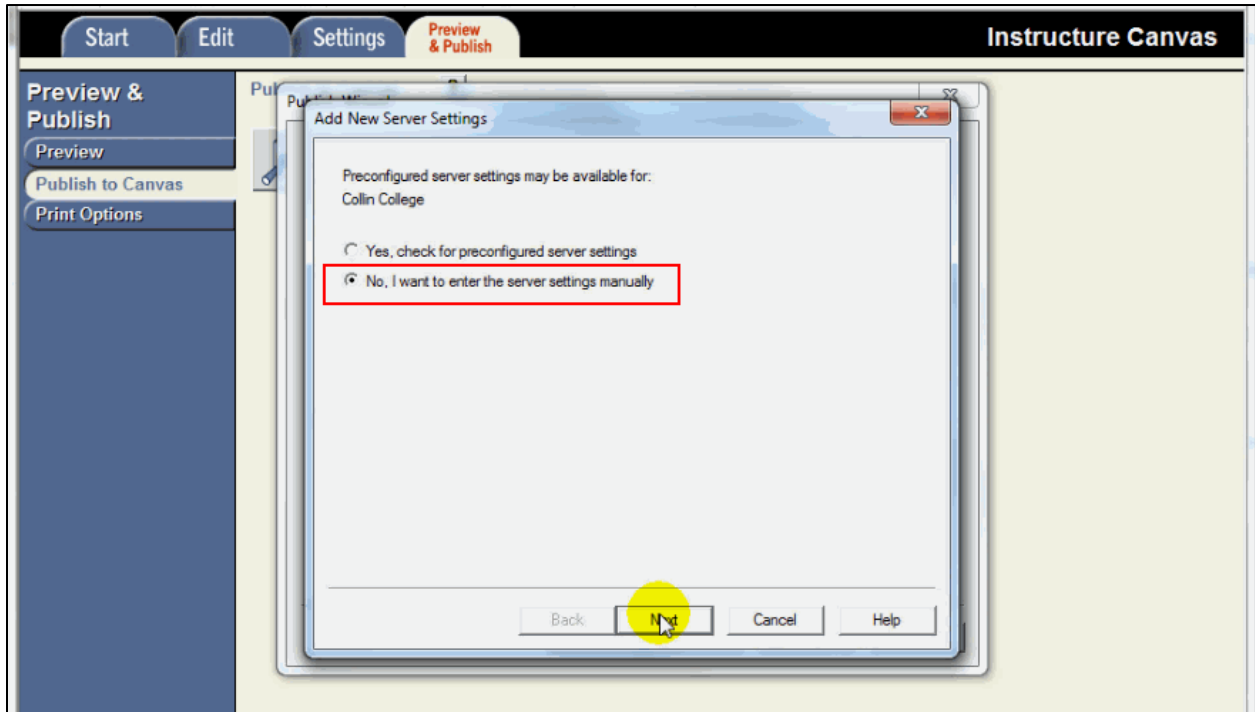 Start
Edit
Settings
Preview
& Publish
Instructure Canvas
Preview &
Publish
Preview
Publish to Canvas
Print Options
Add New Server Settings
Preconfigured server settings may be available for:
Collin College
Yes, check for preconfigured server settings
No, I want to enter the server settings manually
Back
Next
Cancel
Help